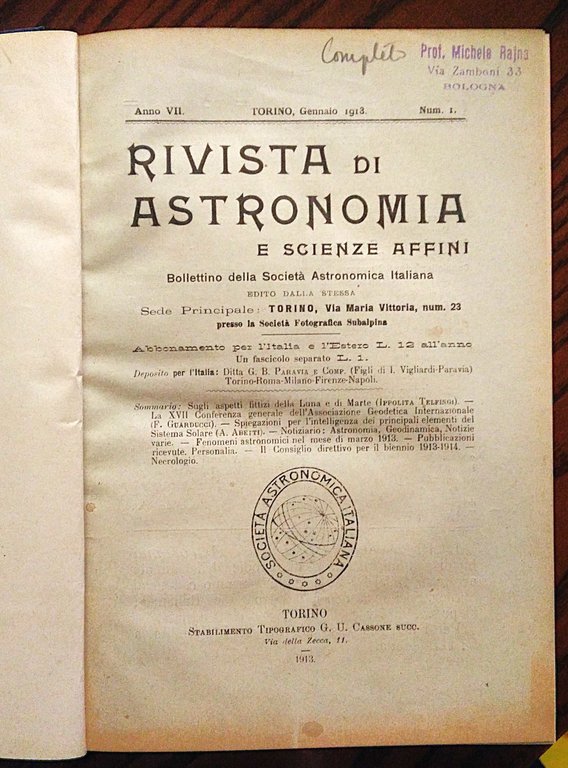 Complèto
Prof. Michele Rajna
Via Zamboni 33
BOLOGNA
Anno VII. TORINO, Gennaio 1913. Num. 1.
RIVISTA DI
ASTRONOMIA
E SCIENZE AFFINI
Bollettino della Società Astronomica Italiana
EDITO DALLA STESSA
Sede Principale: TORINO, Via Maria Vittoria, num. 23
presso la Società Fotografica Subalpina
Abbonamento per l'Italia e l'Estero L. 12 all'anno
Un fascicolo separato L. 1.
Deposito per l'Italia: Ditta G. B. PARAVIA E COMP. (Figli di I. Vigliardi-Paravia)
Torino-Roma-Milano-Firenze-Napoli.
Sommario: Sugli aspetti fittizi della Luna e di Marte (IPPOLITA TELFINGI). —
La XVII Conferenza generale dell'Associazione Geodetica Internazionale
(F. GUARDUCCI). — Spiegazioni per l'intelligenza dei principali elementi del
Sistema Solare (A. ABETTI). — Notiziario: Astronomia, Geodinamica, Notizie
varie. — Fenomeni astronomici nel mese di marzo 1913. — Pubblicazioni
ricevute. Personalia. — Il Consiglio direttivo per il biennio 1913-1914. —
Necrologio.
SOCIETÀ ASTRONOMICA ITALIANA
TORINO
STABILIMENTO TIPOGRAFICO G. U. CASSONE SUCC.
Via della Zecca, 11.
1913.